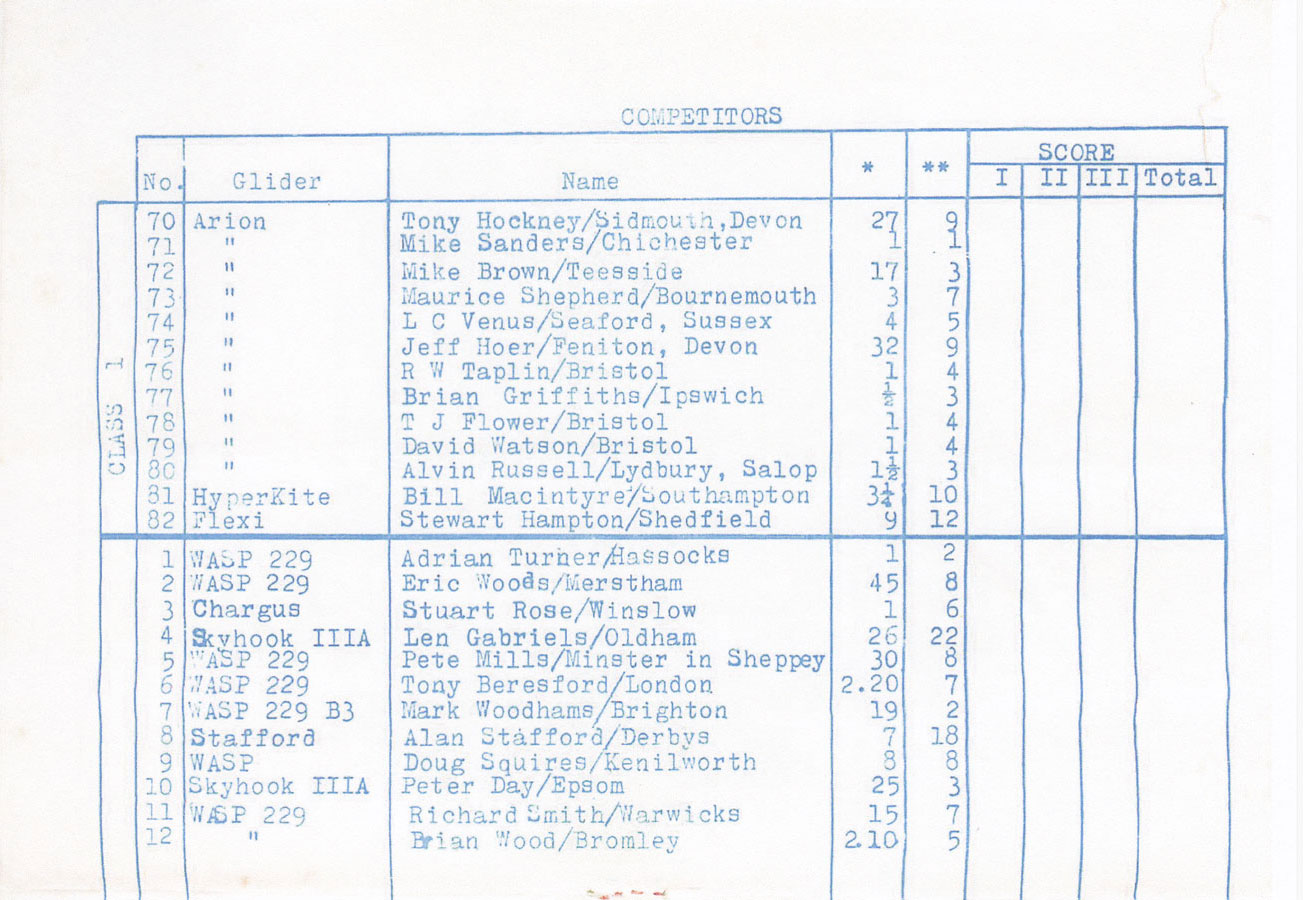 COMPETITORS
No. Glider Name * ** SCORE
I II III Total
CLASS 1
70 Arion Tony Hockney/Sidmouth,Devon 27 9
71 " Mike Sanders/Chichester 1 1
72 " Mike Brown/Teesside 17 3
73 " Maurice Shepherd/Bournemouth 3 7
74 " L C Venus/Seaford, Sussex 4 5
75 " Jeff Hoer/Feniton, Devon 32 9
76 " R W Taplin/Bristol 1 4
77 " Brian Griffiths/Ipswich ½ 3
78 " T J Flower/Bristol 1 4
79 " David Watson/Bristol 1 4
80 " Alvin Russell/Lydbury, Salop 1½ 3
81 HyperKite Bill Macintyre/Southampton 3¼ 10
82 Flexi Stewart Hampton/Shedfield 9 12
1 WASP 229 Adrian Turner/Hassocks 1 2
2 WASP 229 Eric Woods/Merstham 45 8
3 Chargus Stuart Rose/Winslow 1 6
4 Skyhook IIIA Len Gabriels/Oldham 26 22
5 WASP 229 Pete Mills/Minster in Sheppey 30 8
6 WASP 229 Tony Beresford/London 2.20 7
7 WASP 229 B3 Mark Woodhams/Brighton 19 2
8 Stafford Alan Stafford/Derbys 7 18
9 WASP Doug Squires/Kenilworth 8 8
10 Skyhook IIIA Peter Day/Epsom 25 3
11 WASP 229 Richard Smith/Warwicks 15 7
12 " Brian Wood/Bromley 2.10 5